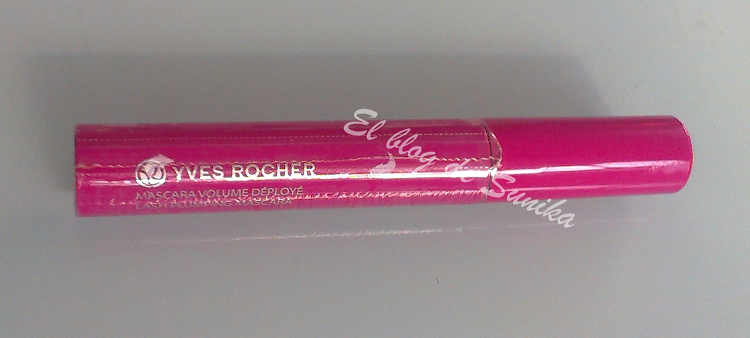 YVES ROCHER
MASCARA VOLUME DÉPLOYÉ
LASH PLUMPING MASCARA
El blog de Sunika